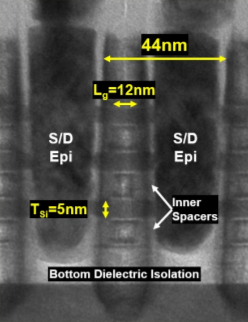 44nm
Lg=12nm
S/D
Epi
S/D
Epi
TSi=5nm
Inner
Spacers
Bottom Dielectric Isolation